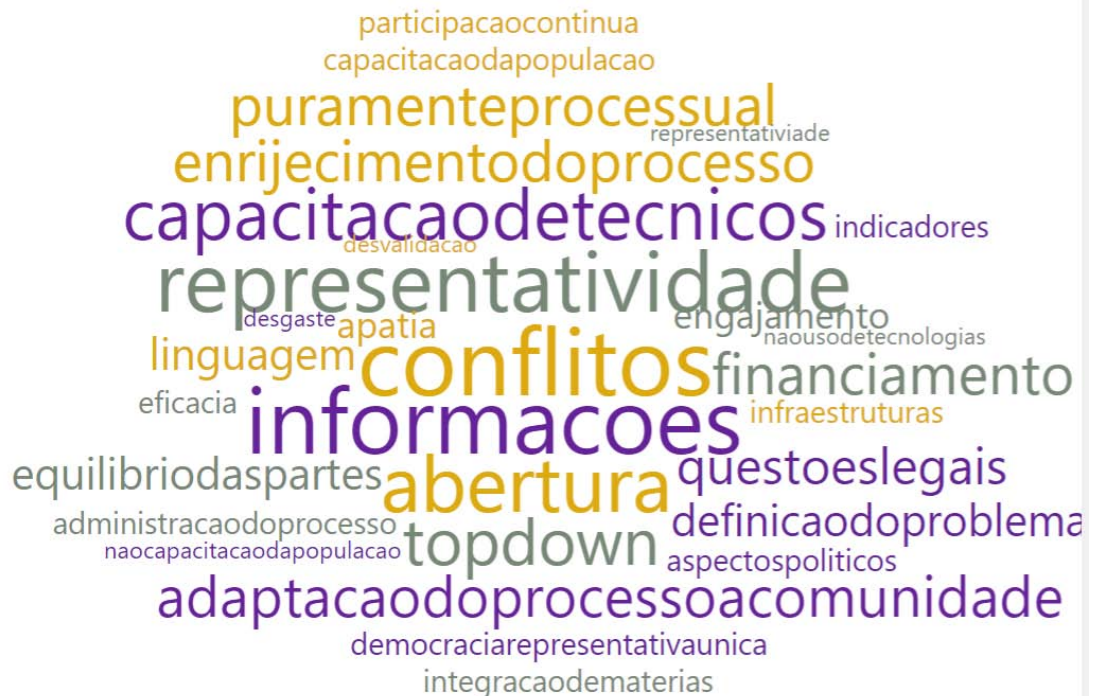 participacaocontinua
capacitacaodapopulacao
puramenteprocessual
representativiade
enrijecimentodoprocesso
capacitacaodetecnicos
indicadores
desvalidacao
representatividade
desgaste
apatia
engajamento
naousodetecnologias
linguagem
conflitos
financiamento
eficacia
informacoes
infraestruturas
equilibriodaspartes
abertura
questoeslegais
administracaodoprocesso
definicaodoproblema
naocapacitacaodapopulacao
topdown
aspectospoliticos
adaptacaodoprocessoacomunidade
democraciarepresentativaunica
integracaodematerias